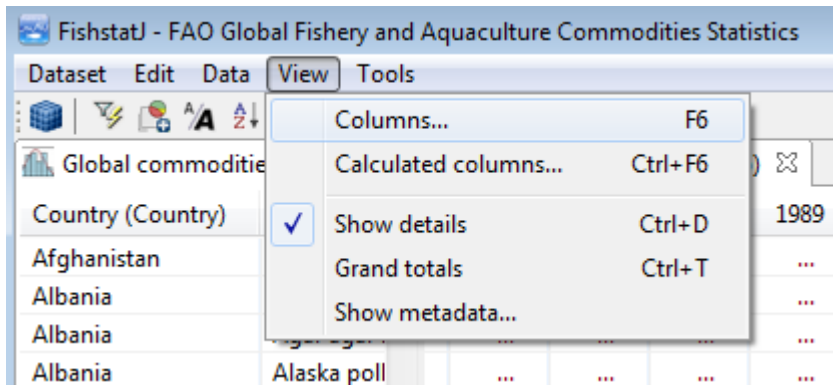 FishstatJ - FAO Global Fishery and Aquaculture Commodities Statistics
Dataset Edit Data View Tools
Columns... F6
Global commoditie
Calculated columns... Ctrl+F6
)
Country (Country)
Show details Ctrl+D
1989
Afghanistan
Grand totals Ctrl+T
...
Albania
Show metadata...
...
Albania
... ... ... ...
Albania Alaska poll ... ... ... ...